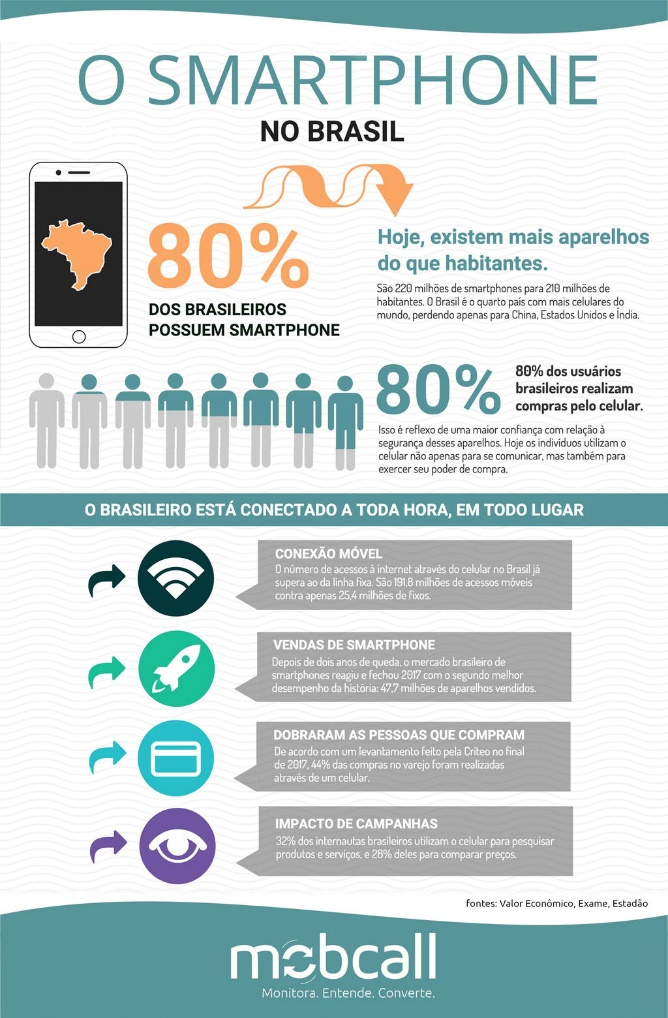 O SMARTPHONE
NO BRASIL
80%
DOS BRASILEIROS
POSSUEM SMARTPHONE
Hoje, existem mais aparelhos
do que habitantes.
São 220 milhões de smartphones para 210 milhões de
habitantes. O Brasil é o quarto país com mais celulares do
mundo, perdendo apenas para China, Estados Unidos e Índia.
80%
80% dos usuários
brasileiros realizam
compras pelo celular.
Isso é reflexo de uma maior confiança com relação à
segurança desses aparelhos. Hoje os indivíduos utilizam o
celular não apenas para se comunicar, mas também para
exercer seu poder de compra.
O BRASILEIRO ESTÁ CONECTADO A TODA HORA, EM TODO LUGAR
CONEXÃO MÓVEL
O número de acessos à internet através do celular no Brasil já
supera ao da linha fixa. São 191,8 milhões de acessos móveis
contra apenas 25,4 milhões de fixos.
VENDAS DE SMARTPHONE
Depois de dois anos de queda, o mercado brasileiro de
smartphones reagiu e fechou 2017 com o segundo melhor
desempenho da história: 47,7 milhões de aparelhos vendidos.
DOBRARAM AS PESSOAS QUE COMPRAM
De acordo com um levantamento feito pela Criteo no final
de 2017, 44% das compras no varejo foram realizadas
através de um celular.
IMPACTO DE CAMPANHAS
32% dos internautas brasileiros utilizam o celular para pesquisar
produtos e serviços, e 28% deles para comparar preços.
fontes: Valor Econômico, Exame, Estadão
mobcall
Monitora. Entende. Converte.